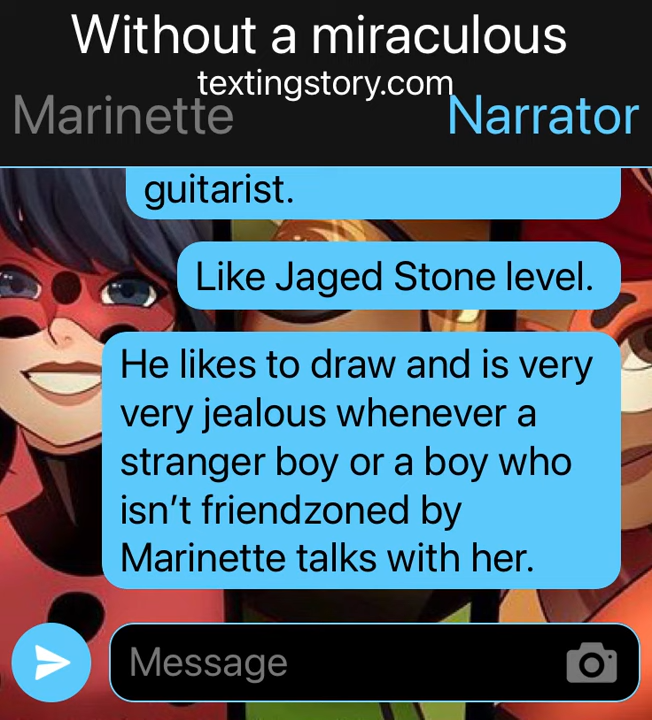 Without a miraculous
textingstory.com
Marinette Narrator
guitarist.
Like Jaged Stone level.
He likes to draw and is very
very jealous whenever a
stranger boy or a boy who
isn’t friendzoned by
Marinette talks with her.
Message